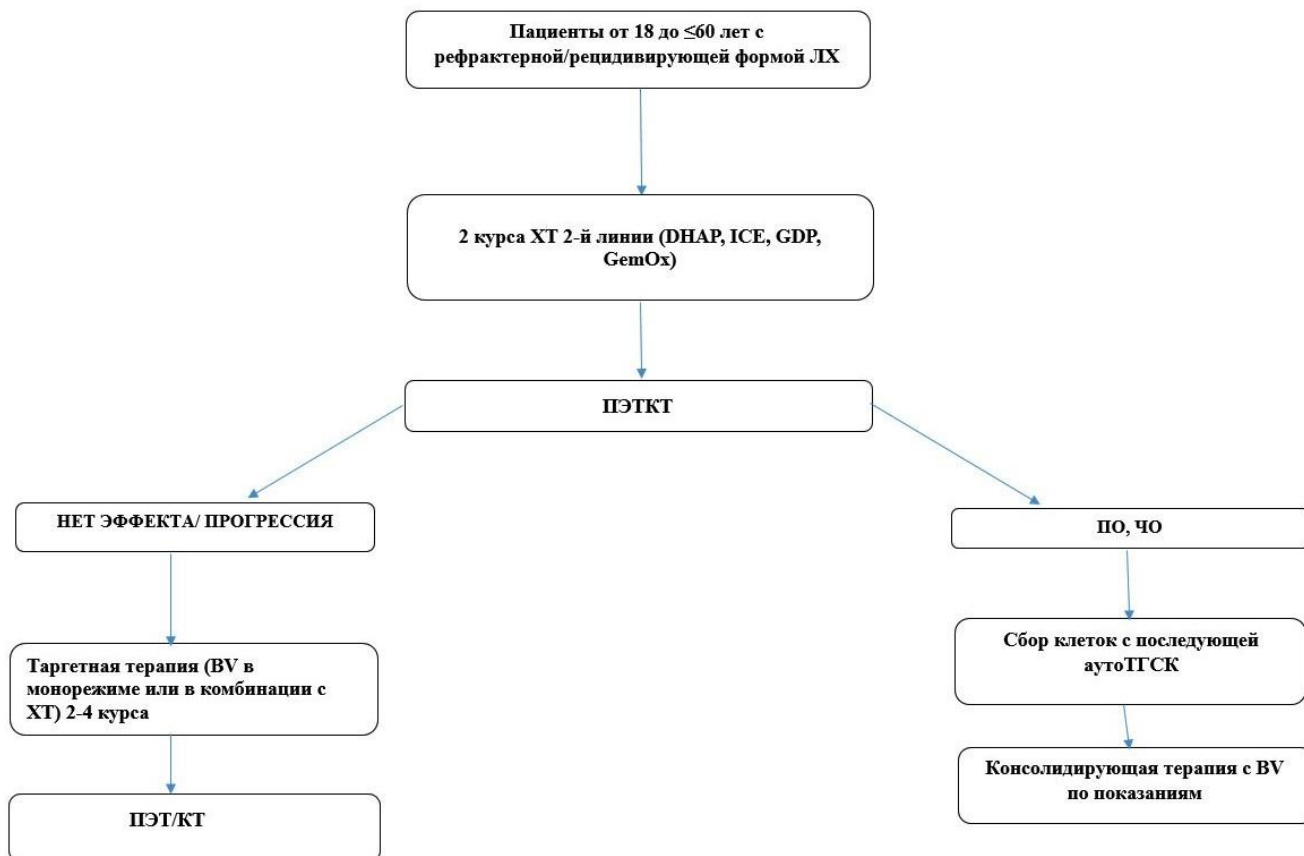 Пациенты от 18 до ≤60 лет с
рефрактерной/рецидивирующей формой ЛХ
2 курса ХТ 2-й линии (DHAP, ICE, GDP,
GemOx)
ПЭТКТ
НЕТ ЭФФЕКТА/ ПРОГРЕССИЯ
ПО, ЧО
Таргетная терапия (BV в
монорежиме или в комбинации с
ХТ) 2-4 курса
Сбор клеток с последующей
аутоТГСК
Консолидирующая терапия с BV
по показаниям
ПЭТ/КТ